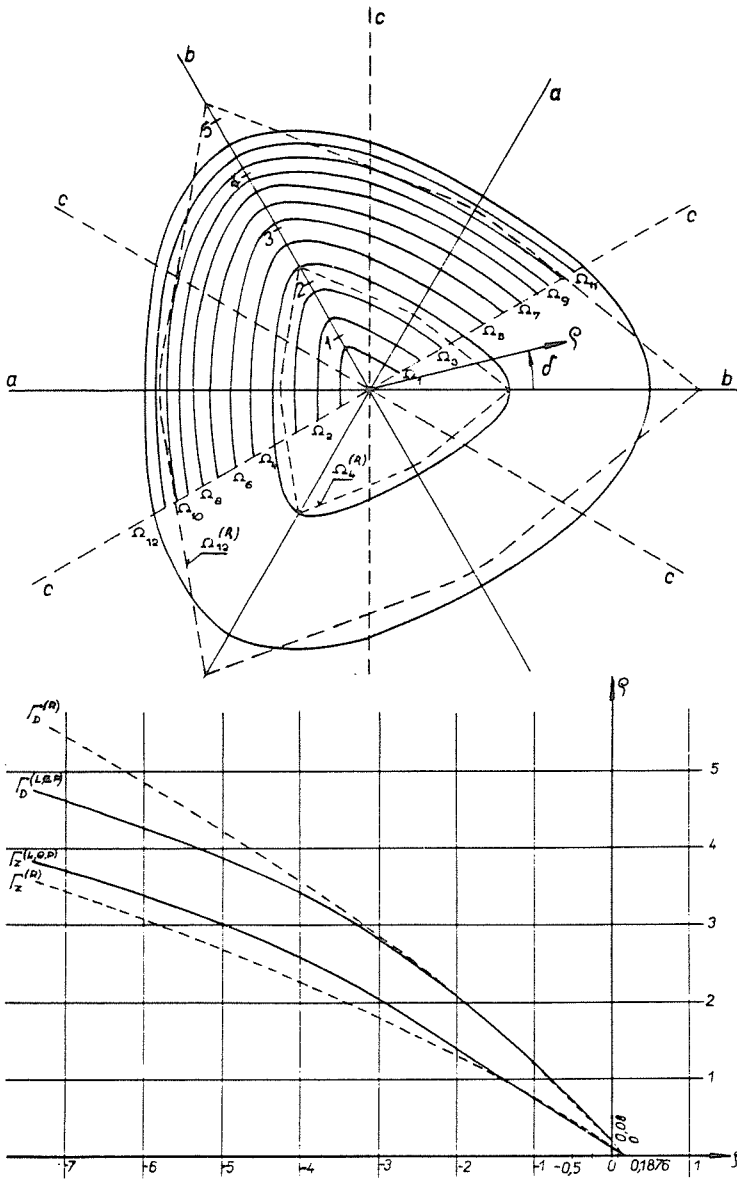 c
b
a
5
4
c
c
3
2
Ω₁₁
Ω₉
Ω₇
Ω₅
1
Ω₃
ϱ
Ω₁
δ
a
b
Ω₂
Ω₄
Ω₄⁽ᴿ⁾
Ω₆
Ω₈
Ω₁₀
Ω₁₂
Ω₁₂⁽ᴿ⁾
c
c
ϱ
Γ_D⁽ᴿ⁾
5
Γ_D⁽ᴸ,Q,P⁾
4
Γ_z⁽ᴸ,Q,P⁾
Γ_z⁽ᴿ⁾
3
2
1
0,08
0
-7 -6 -5 -4 -3 -2 -1 -0,5 0 0,1876 1